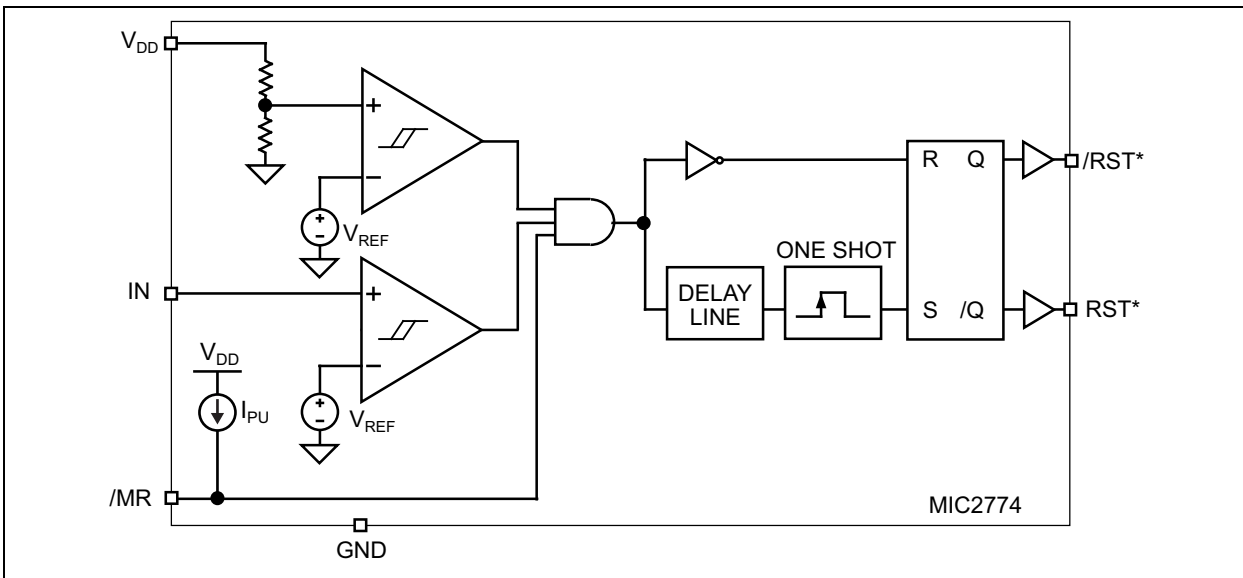 VDD
+
−
+
−
VREF
R Q
/RST*
ONE SHOT
IN
+
DELAY
LINE
S /Q
RST*
VDD
−
IPU
+
−
VREF
/MR
MIC2774
GND